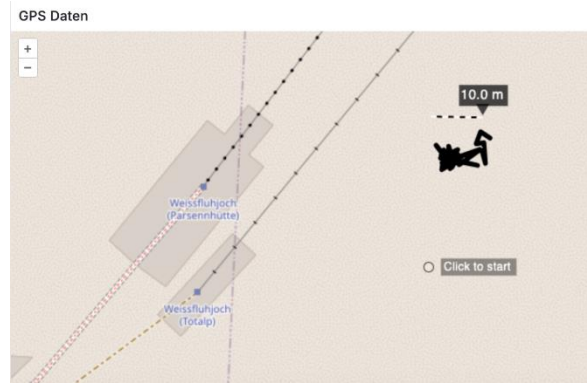 GPS Daten
+
−
10.0 m
Weissfluhjoch
(Parsennhütte)
Click to start
Weissfluhjoch
(Totalp)